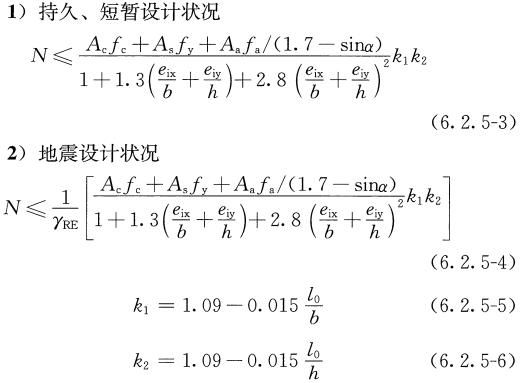 1）持久、短暂设计状况
N ≤ \frac{A_c f_c + A_s f_y + A_a f_a/(1.7 - \sin\alpha)}{1 + 1.3\left(\frac{e_{ix}}{b} + \frac{e_{iy}}{h}\right) + 2.8\left(\frac{e_{ix}}{b} + \frac{e_{iy}}{h}\right)^2} k_1 k_2
(6.2.5-3)
2）地震设计状况
N ≤ \frac{1}{\gamma_{RE}} \left[ \frac{A_c f_c + A_s f_y + A_a f_a/(1.7 - \sin\alpha)}{1 + 1.3\left(\frac{e_{ix}}{b} + \frac{e_{iy}}{h}\right) + 2.8\left(\frac{e_{ix}}{b} + \frac{e_{iy}}{h}\right)^2} k_1 k_2 \right]
(6.2.5-4)
k_1 = 1.09 - 0.015 \frac{l_0}{b} (6.2.5-5)
k_2 = 1.09 - 0.015 \frac{l_0}{h} (6.2.5-6)